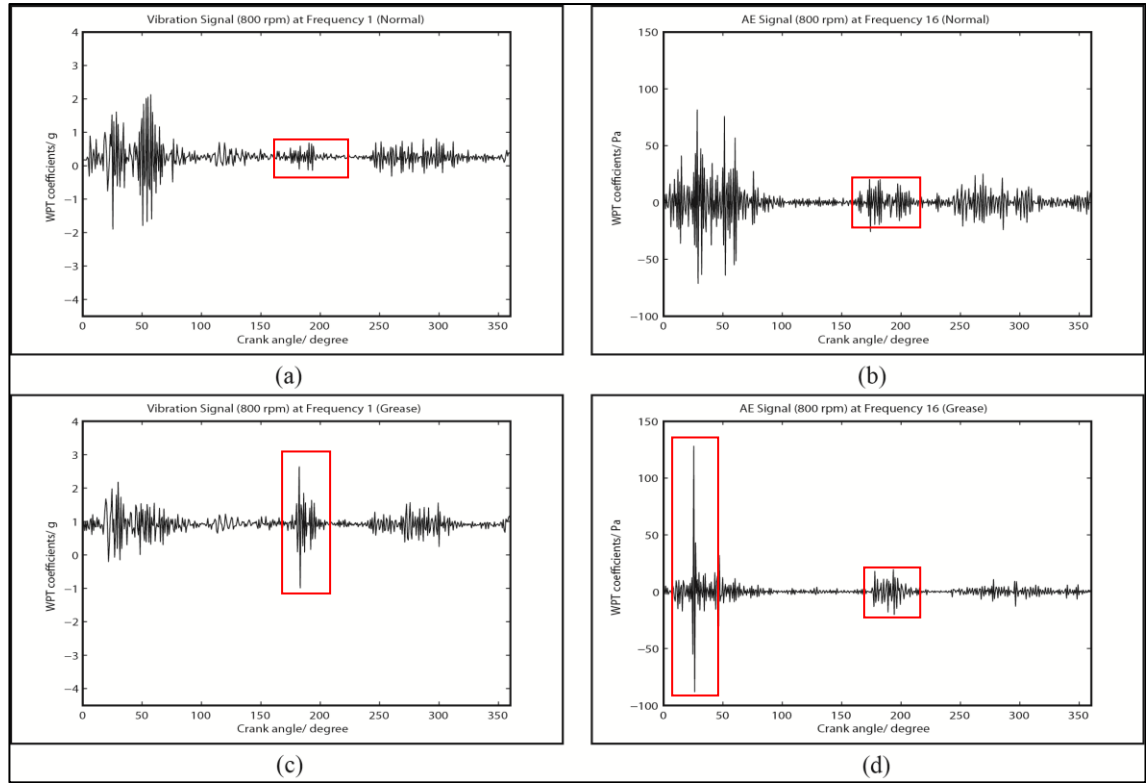 Vibration Signal (800 rpm) at Frequency 1 (Normal)
4
3
2
1
0
−1
−2
−3
−4
WPT coefficients/ g
0 50 100 150 200 250 300 350
Crank angle/ degree
(a)
AE Signal (800 rpm) at Frequency 16 (Normal)
150
100
50
0
−50
−100
WPT coefficients/ Pa
0 50 100 150 200 250 300 350
Crank angle/ degree
(b)
Vibration Signal (800 rpm) at Frequency 1 (Grease)
4
3
2
1
0
−1
−2
−3
−4
WPT coefficients/ g
0 50 100 150 200 250 300 350
Crank angle/ degree
(c)
AE Signal (800 rpm) at Frequency 16 (Grease)
150
100
50
0
−50
−100
WPT coefficients/ Pa
0 50 100 150 200 250 300 350
Crank angle/ degree
(d)